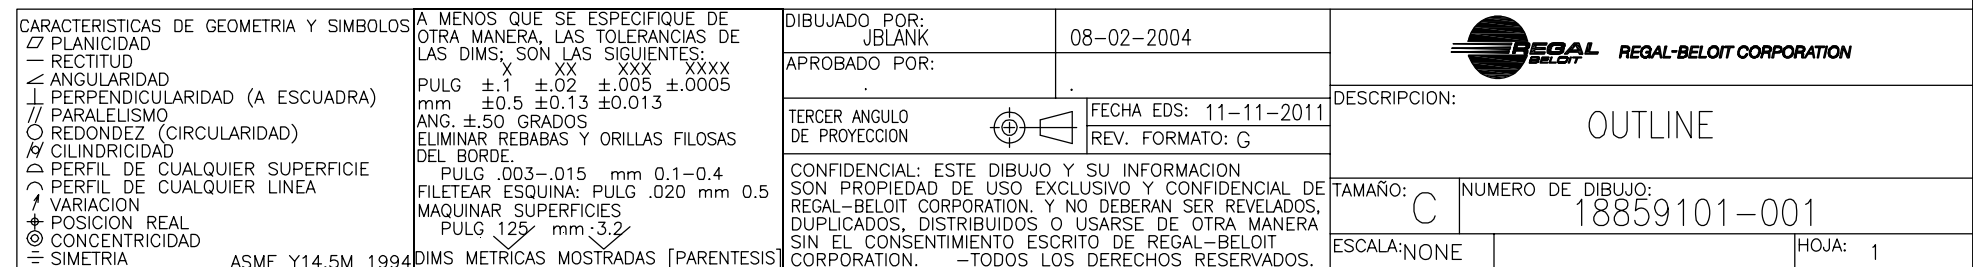 CARACTERISTICAS DE GEOMETRIA Y SIMBOLOS
PLANICIDAD
RECTITUD
ANGULARIDAD
PERPENDICULARIDAD (A ESCUADRA)
PARALELISMO
REDONDEZ (CIRCULARIDAD)
CILINDRICIDAD
PERFIL DE CUALQUIER SUPERFICIE
PERFIL DE CUALQUIER LINEA
VARIACION
POSICION REAL
CONCENTRICIDAD
SIMETRIA ASME Y14.5M 1994
A MENOS QUE SE ESPECIFIQUE DE
OTRA MANERA, LAS TOLERANCIAS DE
LAS DIMS; SON LAS SIGUIENTES:
X XX XXX XXXX
PULG ±.1 ±.02 ±.005 ±.0005
mm ±0.5 ±0.13 ±0.013
ANG. ±.50 GRADOS
ELIMINAR REBABAS Y ORILLAS FILOSAS
DEL BORDE.
PULG .003-.015 mm 0.1-0.4
FILETEAR ESQUINA: PULG .020 mm 0.5
MAQUINAR SUPERFICIES
PULG 125 mm 3.2
DIMS METRICAS MOSTRADAS [PARENTESIS]
DIBUJADO POR:
JBLANK 08-02-2004
APROBADO POR:
. .
TERCER ANGULO
DE PROYECCION
FECHA EDS: 11-11-2011
REV. FORMATO: G
CONFIDENCIAL: ESTE DIBUJO Y SU INFORMACION
SON PROPIEDAD DE USO EXCLUSIVO Y CONFIDENCIAL DE
REGAL-BELOIT CORPORATION. Y NO DEBERAN SER REVELADOS,
DUPLICADOS, DISTRIBUIDOS O USARSE DE OTRA MANERA
SIN EL CONSENTIMIENTO ESCRITO DE REGAL-BELOIT
CORPORATION. -TODOS LOS DERECHOS RESERVADOS.
REGAL
BELOIT
REGAL-BELOIT CORPORATION
DESCRIPCION:
OUTLINE
TAMAÑO: C
NUMERO DE DIBUJO:
18859101-001
ESCALA: NONE
HOJA: 1